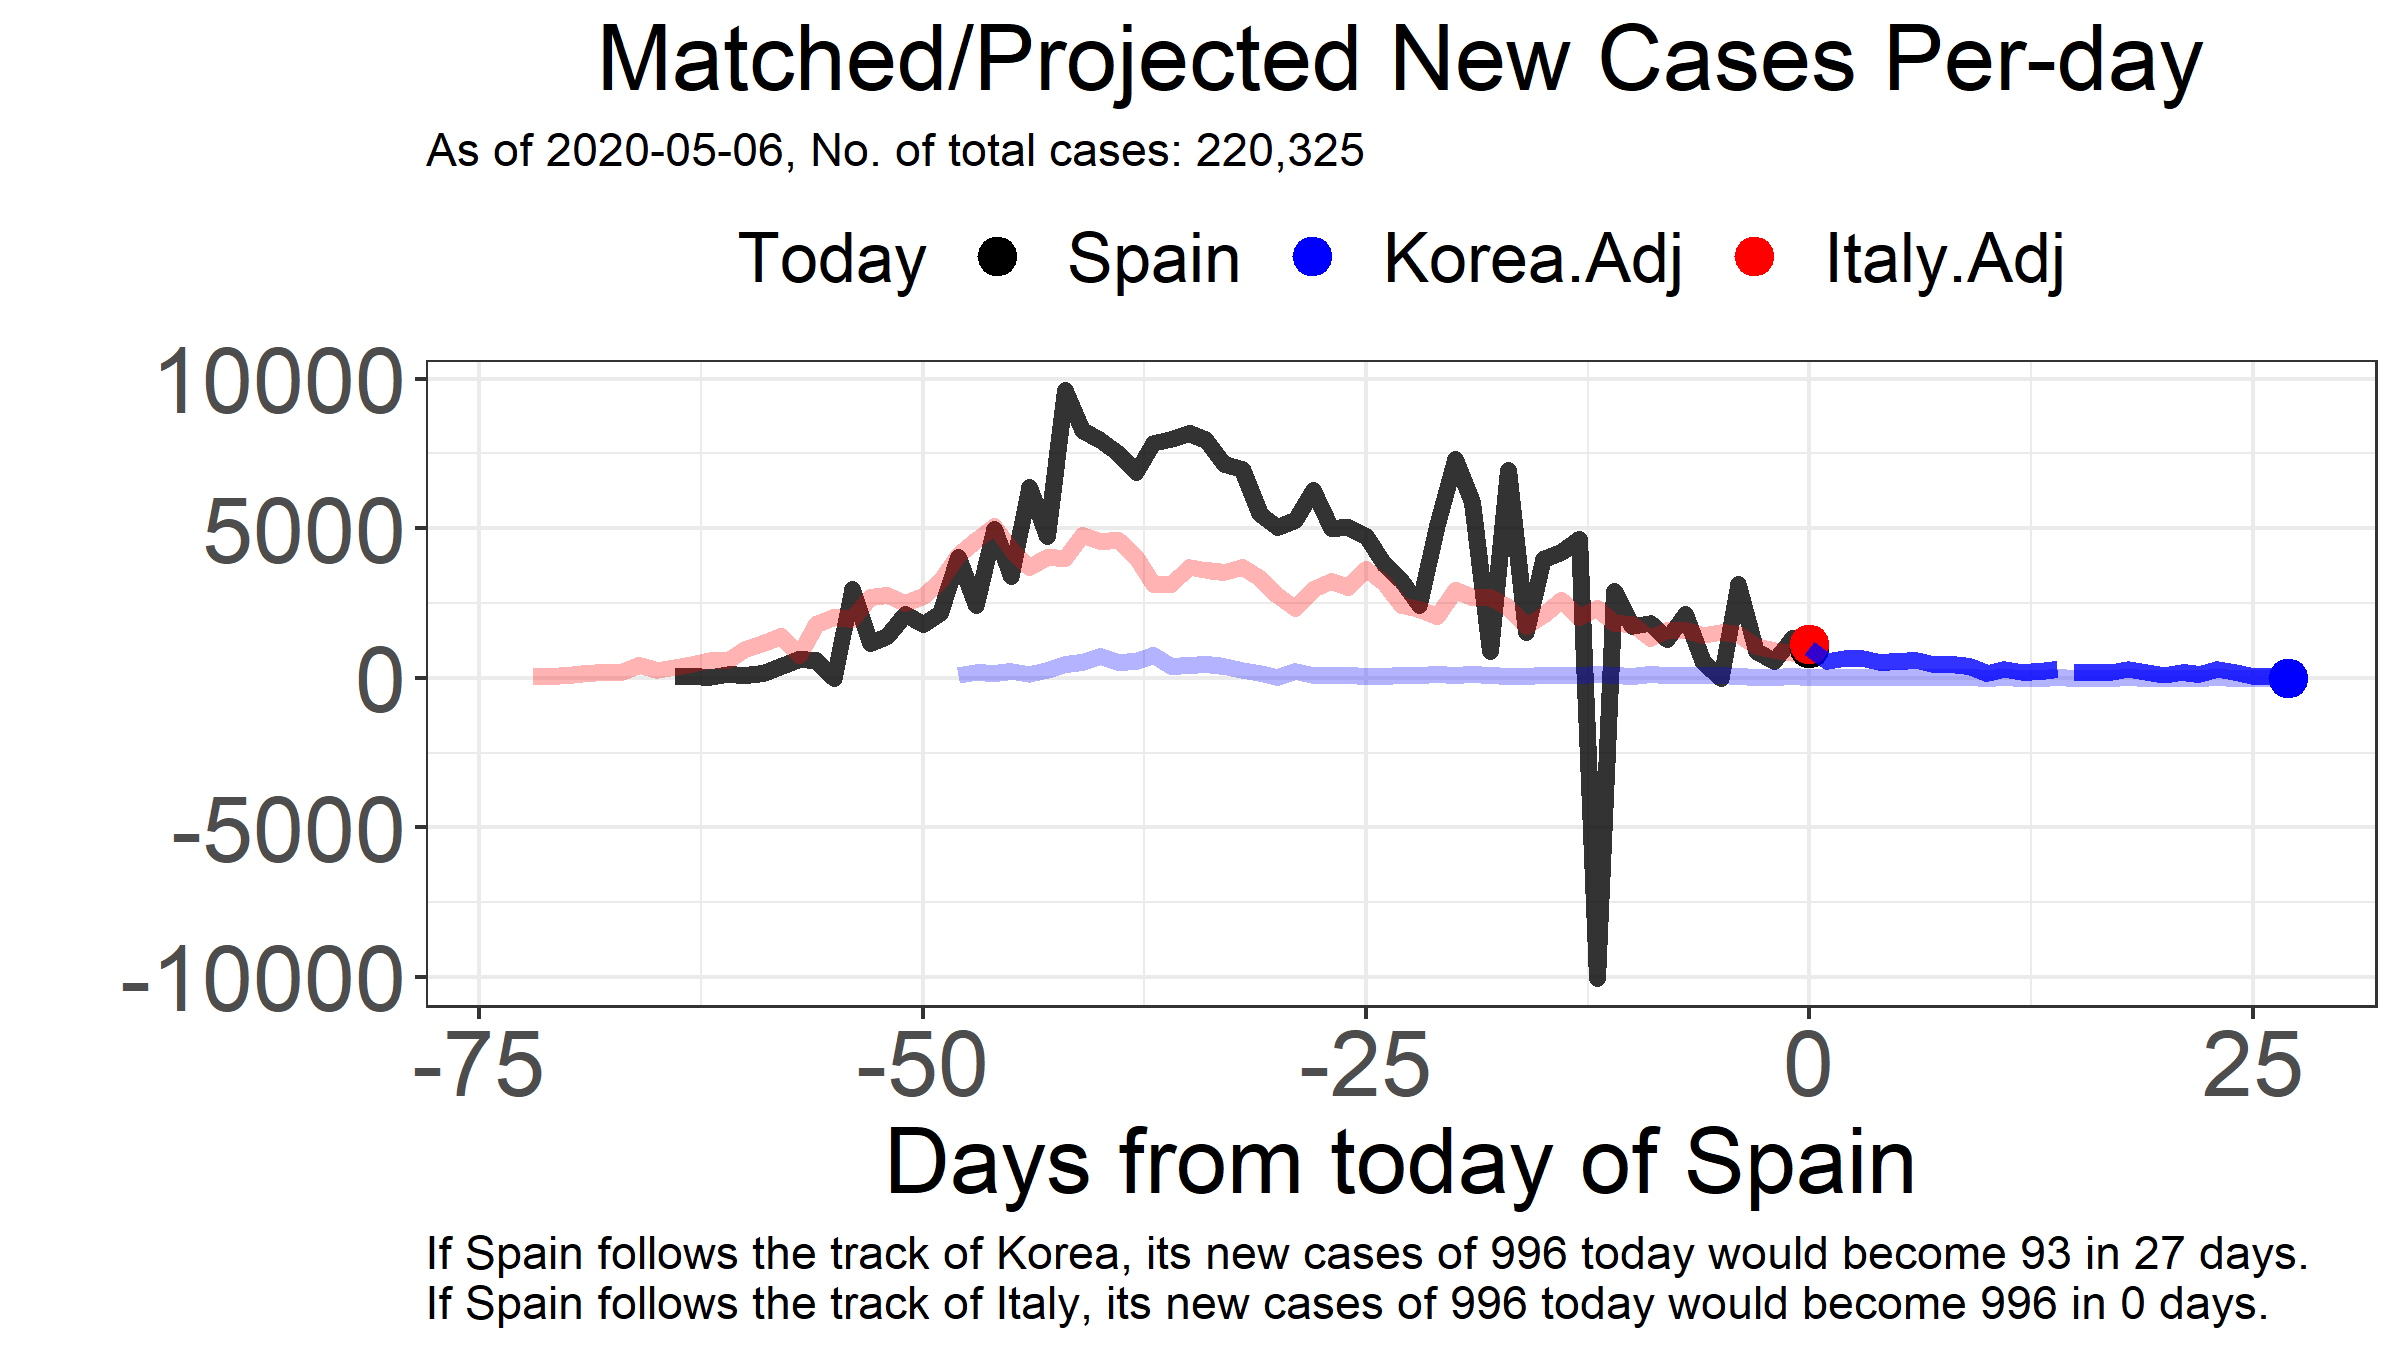 Matched/Projected New Cases Per-day
As of 2020-05-06, No. of total cases: 220,325
Today Spain Korea.Adj Italy.Adj
10000
5000
0
-5000
-10000
-75 -50 -25 0 25
Days from today of Spain
If Spain follows the track of Korea, its new cases of 996 today would become 93 in 27 days.
If Spain follows the track of Italy, its new cases of 996 today would become 996 in 0 days.